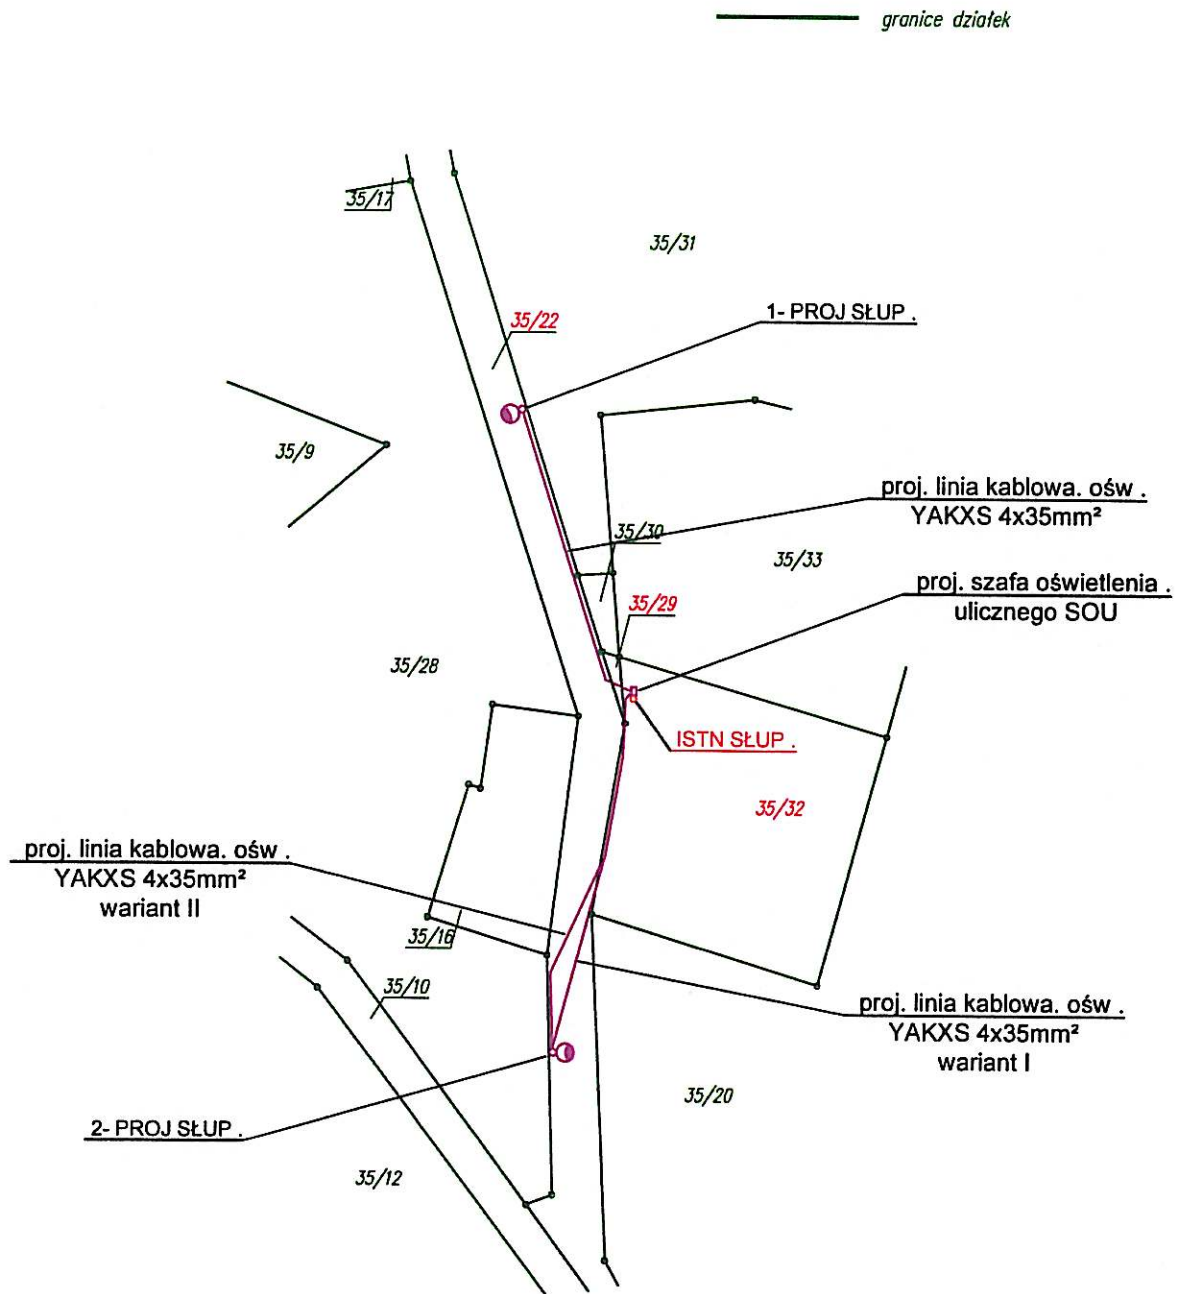 granice działek
35/17
35/31
35/22
1- PROJ SŁUP .
35/9
proj. linia kablowa. ośw .
YAKXS 4x35mm²
35/30
35/33
proj. szafa oświetlenia .
ulicznego SOU
35/29
35/28
ISTN SŁUP .
35/32
proj. linia kablowa. ośw .
YAKXS 4x35mm²
wariant II
35/16
35/10
proj. linia kablowa. ośw .
YAKXS 4x35mm²
wariant I
35/20
2- PROJ SŁUP .
35/12